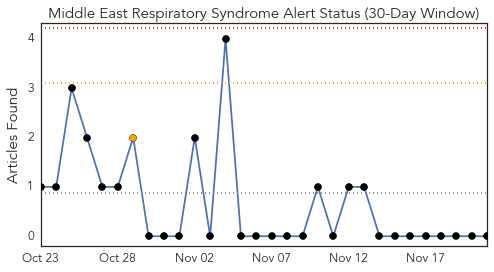 Middle East Respiratory Syndrome Alert Status (30-Day Window)
Articles Found
4
3
2
1
0
Oct 23 Oct 28 Nov 02 Nov 07 Nov 12 Nov 17